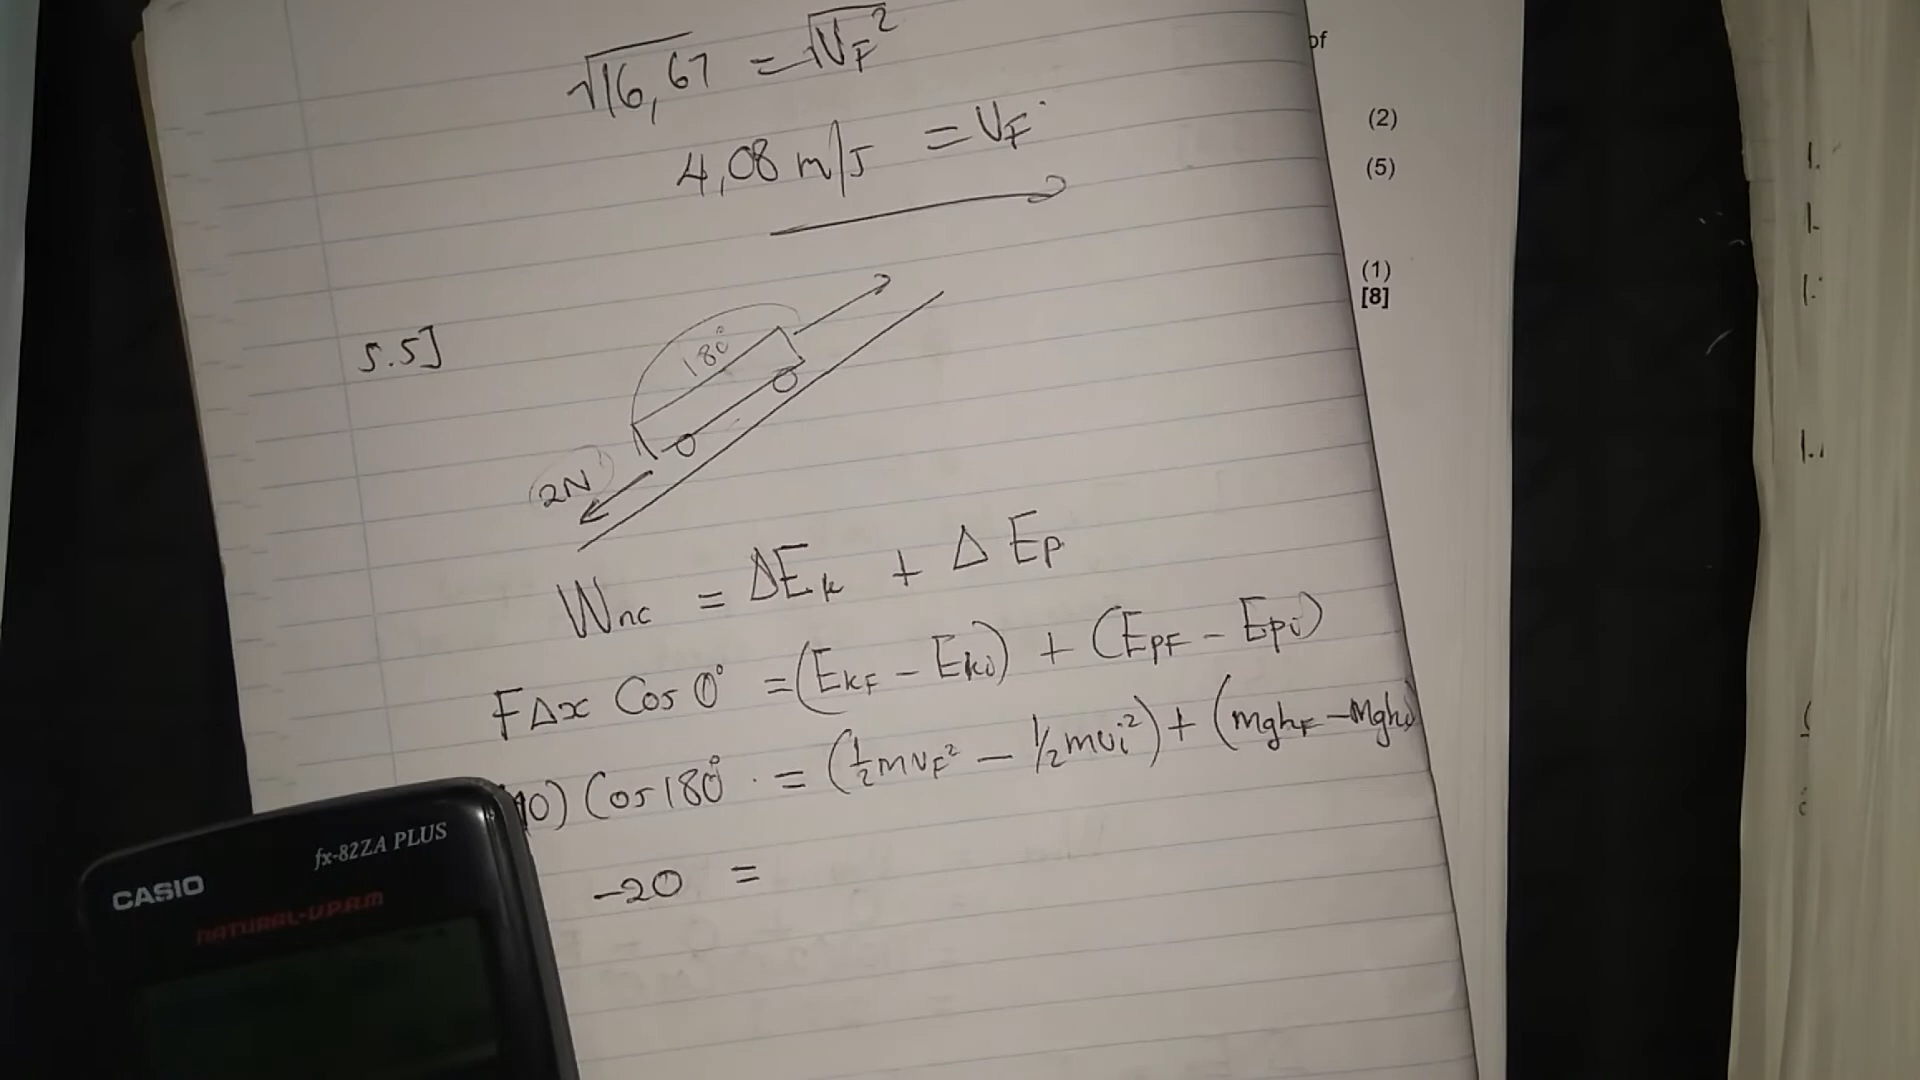 √16,67 = √VF²
of
4,08 m/s = VF
(2)
(5)
(1)
[8]
5.5]
180°
2N
Wnc = ΔEk + ΔEp
FΔx Cos 0° = (EkF - Eki) + (EpF - Epi)
10) Cos 180° = (½mvF² - ½mvi²) + (mghF - Mghi)
-20 =
fx-82ZA PLUS
CASIO
NATURAL-V.P.A.M